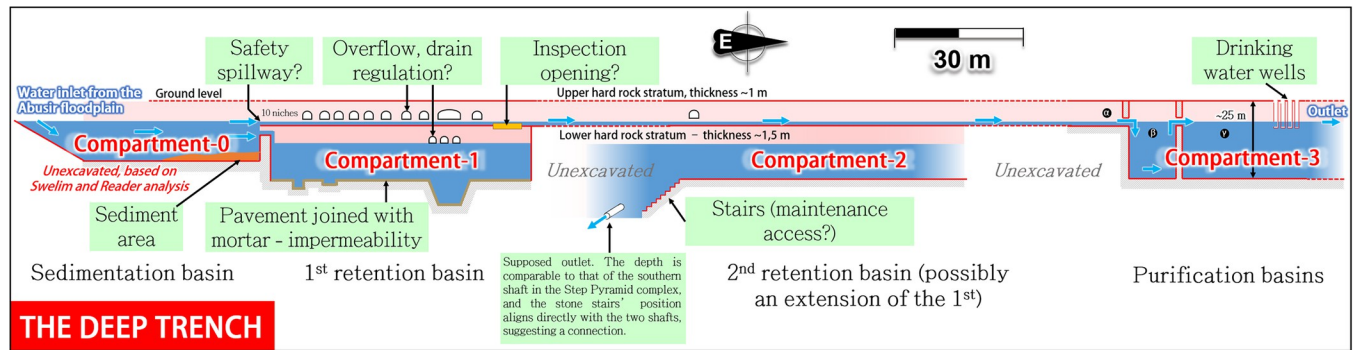 Safety
spillway?
Overflow, drain
regulation?
Inspection
opening?
E
30 m
Drinking
water wells
Water inlet from the
Abusir floodplain
Ground level
Upper hard rock stratum, thickness ~1 m
10 niches
Lower hard rock stratum – thickness ~1,5 m
α
β
γ
~25 m
Outlet
Compartment-0
Compartment-1
Compartment-2
Compartment-3
Unexcavated, based on
Swelim and Reader analysis
Unexcavated
Unexcavated
Sediment
area
Pavement joined with
mortar - impermeability
Stairs (maintenance
access?)
Supposed outlet. The depth is
comparable to that of the southern
shaft in the Step Pyramid complex,
and the stone stairs' position
aligns directly with the two shafts,
suggesting a connection.
Sedimentation basin
1st retention basin
2nd retention basin (possibly
an extension of the 1st)
Purification basins
THE DEEP TRENCH